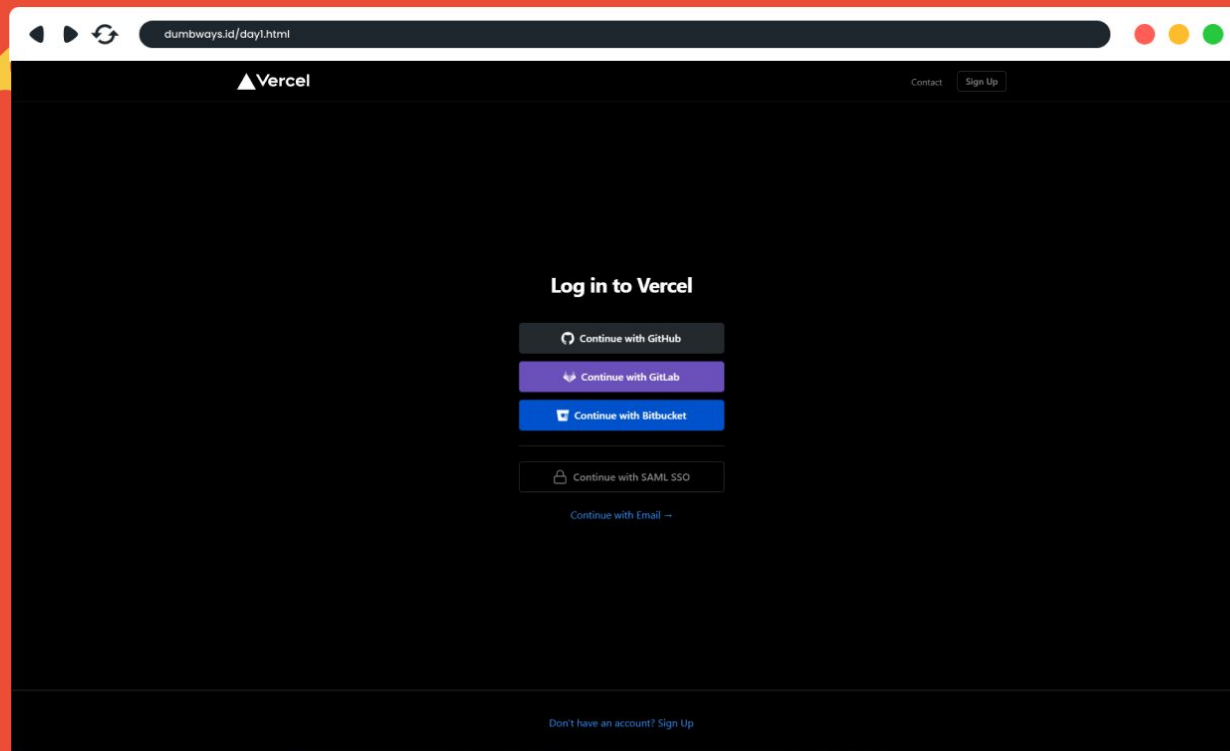 dumbways.id/day1.html
Vercel
Contact
Sign Up
Log in to Vercel
Continue with GitHub
Continue with GitLab
Continue with Bitbucket
Continue with SAML SSO
Continue with Email →
Don't have an account? Sign Up